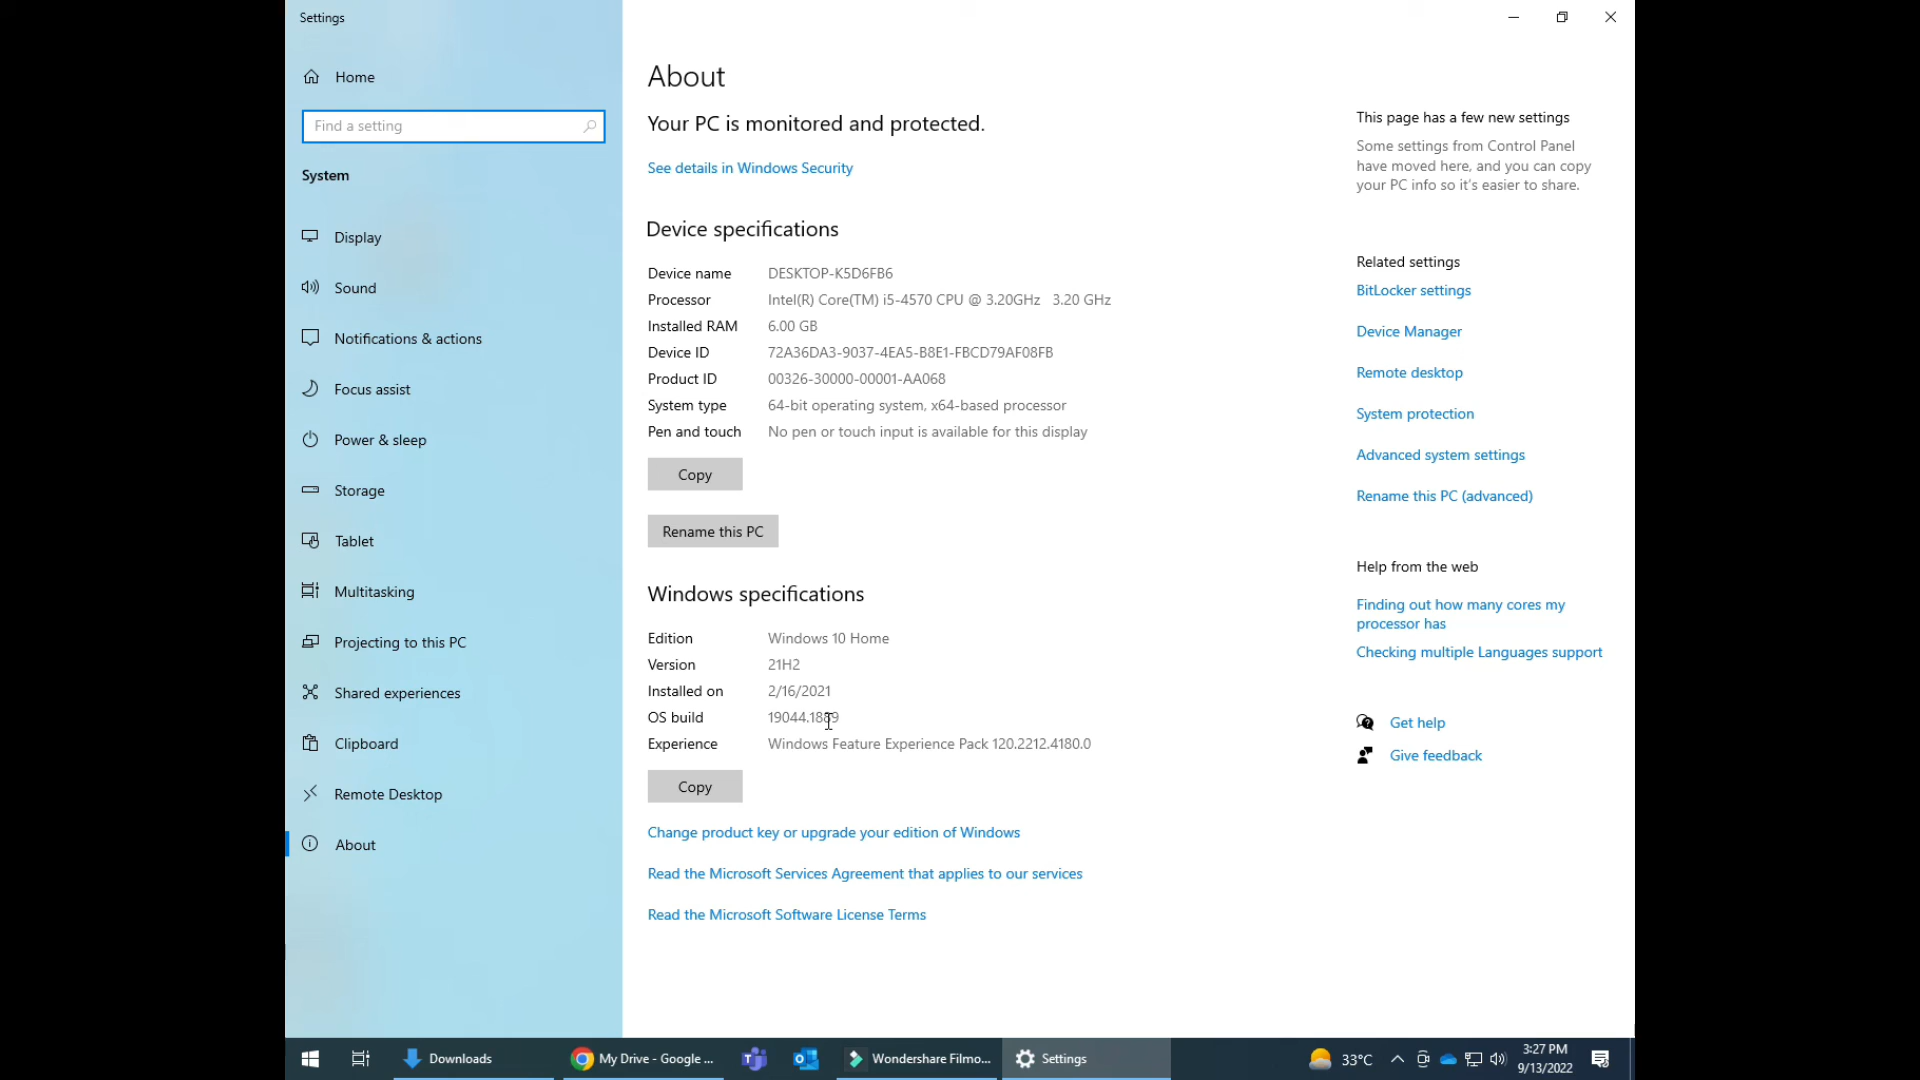 Settings
Home
Find a setting
System
Display
Sound
Notifications & actions
Focus assist
Power & sleep
Storage
Tablet
Multitasking
Projecting to this PC
Shared experiences
Clipboard
Remote Desktop
About
About
Your PC is monitored and protected.
See details in Windows Security
Device specifications
Device name DESKTOP-K5D6FB6
Processor Intel(R) Core(TM) i5-4570 CPU @ 3.20GHz 3.20 GHz
Installed RAM 6.00 GB
Device ID 72A36DA3-9037-4EA5-B8E1-FBCD79AF08FB
Product ID 00326-30000-00001-AA068
System type 64-bit operating system, x64-based processor
Pen and touch No pen or touch input is available for this display
Copy
Rename this PC
Windows specifications
Edition Windows 10 Home
Version 21H2
Installed on 2/16/2021
OS build 19044.1889
Experience Windows Feature Experience Pack 120.2212.4180.0
Copy
Change product key or upgrade your edition of Windows
Read the Microsoft Services Agreement that applies to our services
Read the Microsoft Software License Terms
This page has a few new settings
Some settings from Control Panel
have moved here, and you can copy
your PC info so it's easier to share.
Related settings
BitLocker settings
Device Manager
Remote desktop
System protection
Advanced system settings
Rename this PC (advanced)
Help from the web
Finding out how many cores my
processor has
Checking multiple Languages support
Get help
Give feedback
Downloads
My Drive - Google ...
Wondershare Filmo...
Settings
33°C
3:27 PM
9/13/2022